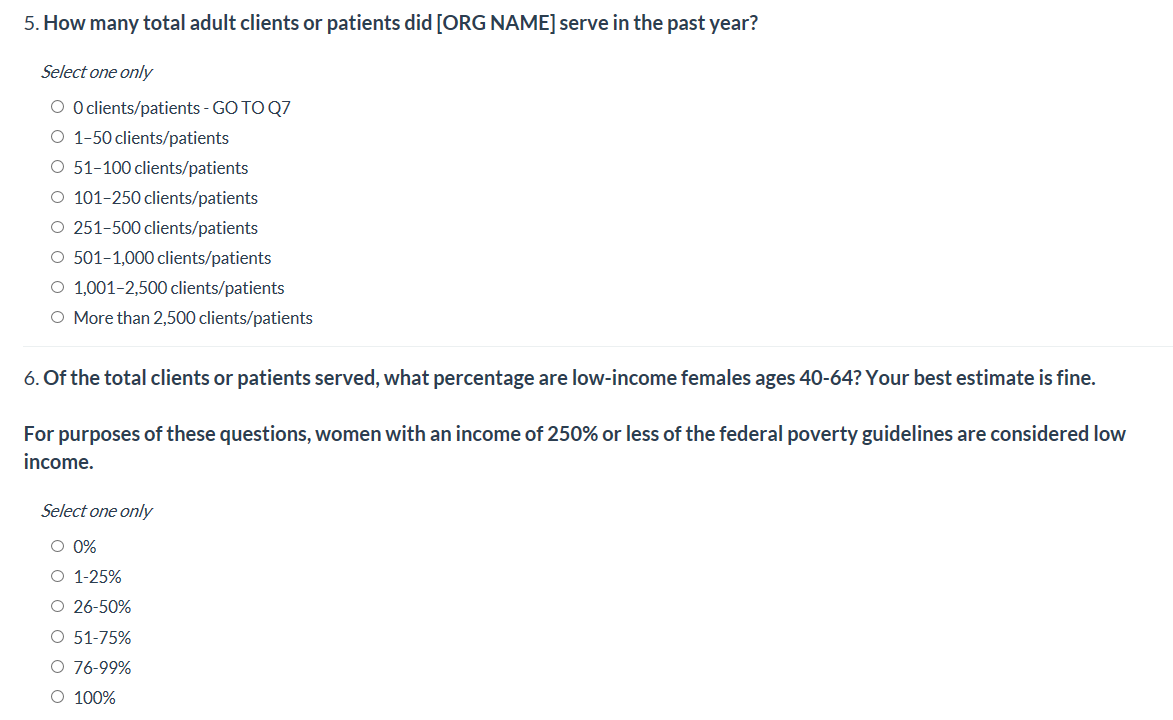 5. How many total adult clients or patients did [ORG NAME] serve in the past year?
Select one only
0 clients/patients - GO TO Q7
1–50 clients/patients
51–100 clients/patients
101–250 clients/patients
251–500 clients/patients
501–1,000 clients/patients
1,001–2,500 clients/patients
More than 2,500 clients/patients
6. Of the total clients or patients served, what percentage are low-income females ages 40-64? Your best estimate is fine.
For purposes of these questions, women with an income of 250% or less of the federal poverty guidelines are considered low
income.
Select one only
0%
1-25%
26-50%
51-75%
76-99%
100%